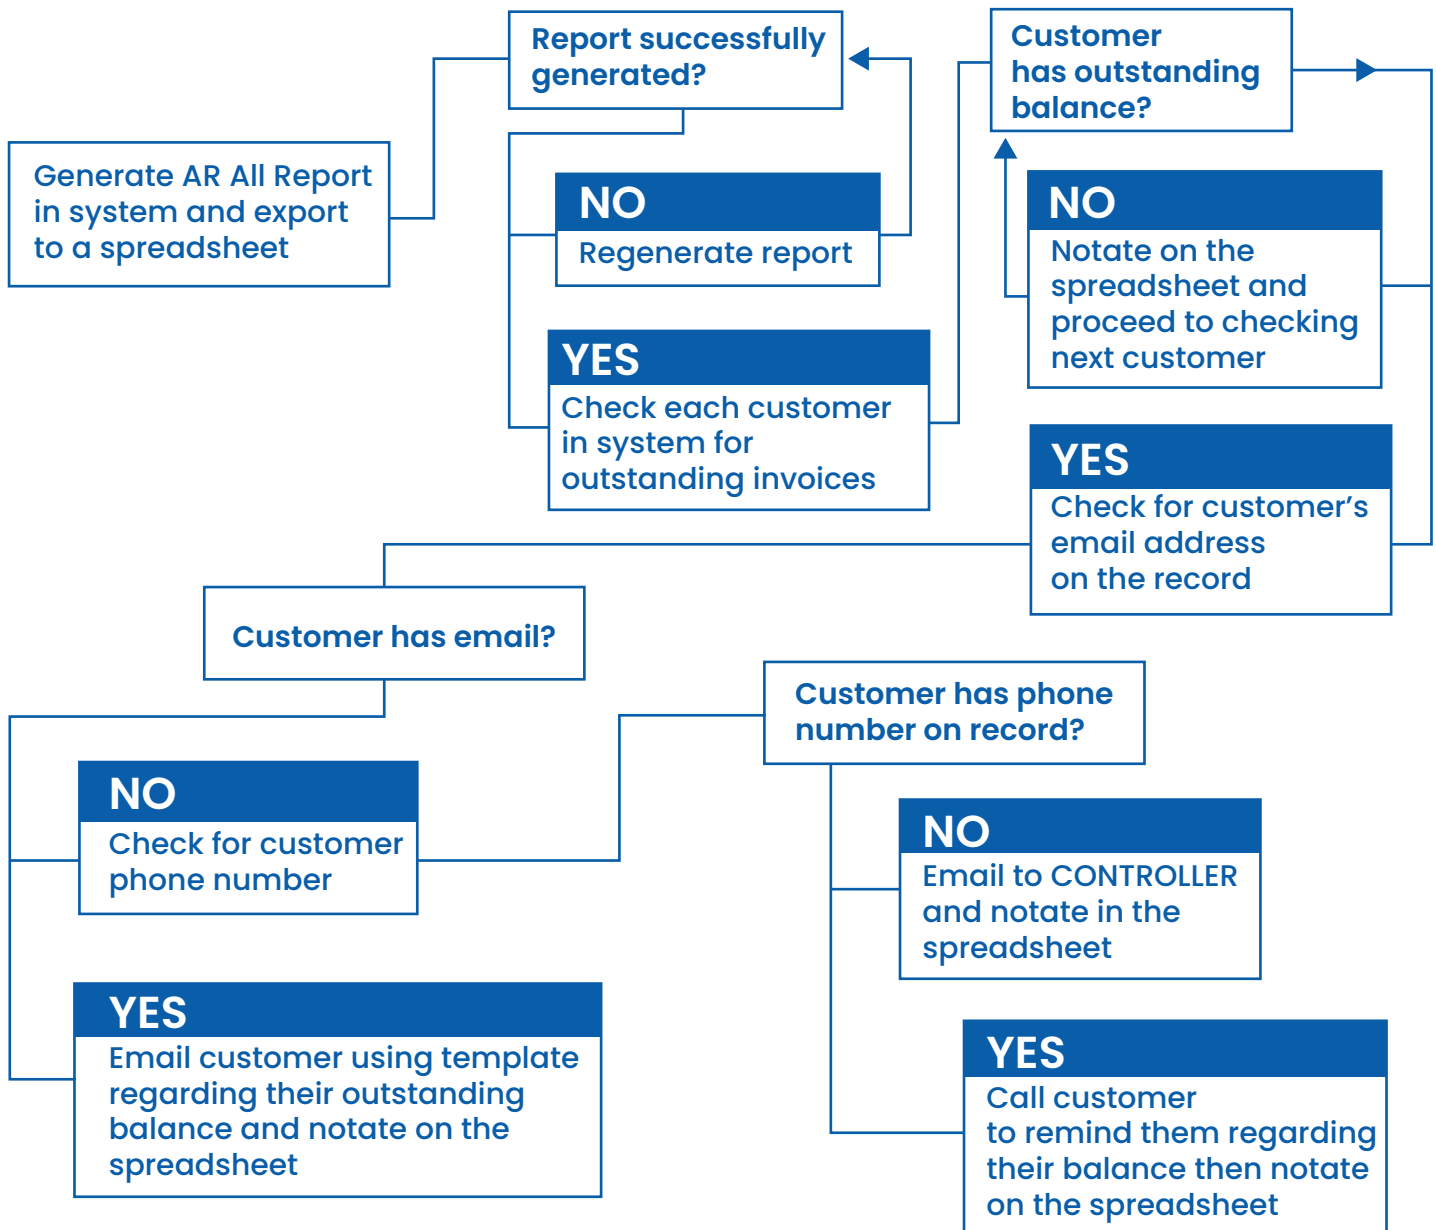 Report successfully
generated?
Customer
has outstanding
balance?
Generate AR All Report
in system and export
to a spreadsheet
NO
Regenerate report
NO
Notate on the
spreadsheet and
proceed to checking
next customer
YES
Check each customer
in system for
outstanding invoices
YES
Check for customer’s
email address
on the record
Customer has email?
Customer has phone
number on record?
NO
Check for customer
phone number
NO
Email to CONTROLLER
and notate in the
spreadsheet
YES
Email customer using template
regarding their outstanding
balance and notate on the
spreadsheet
YES
Call customer
to remind them regarding
their balance then notate
on the spreadsheet